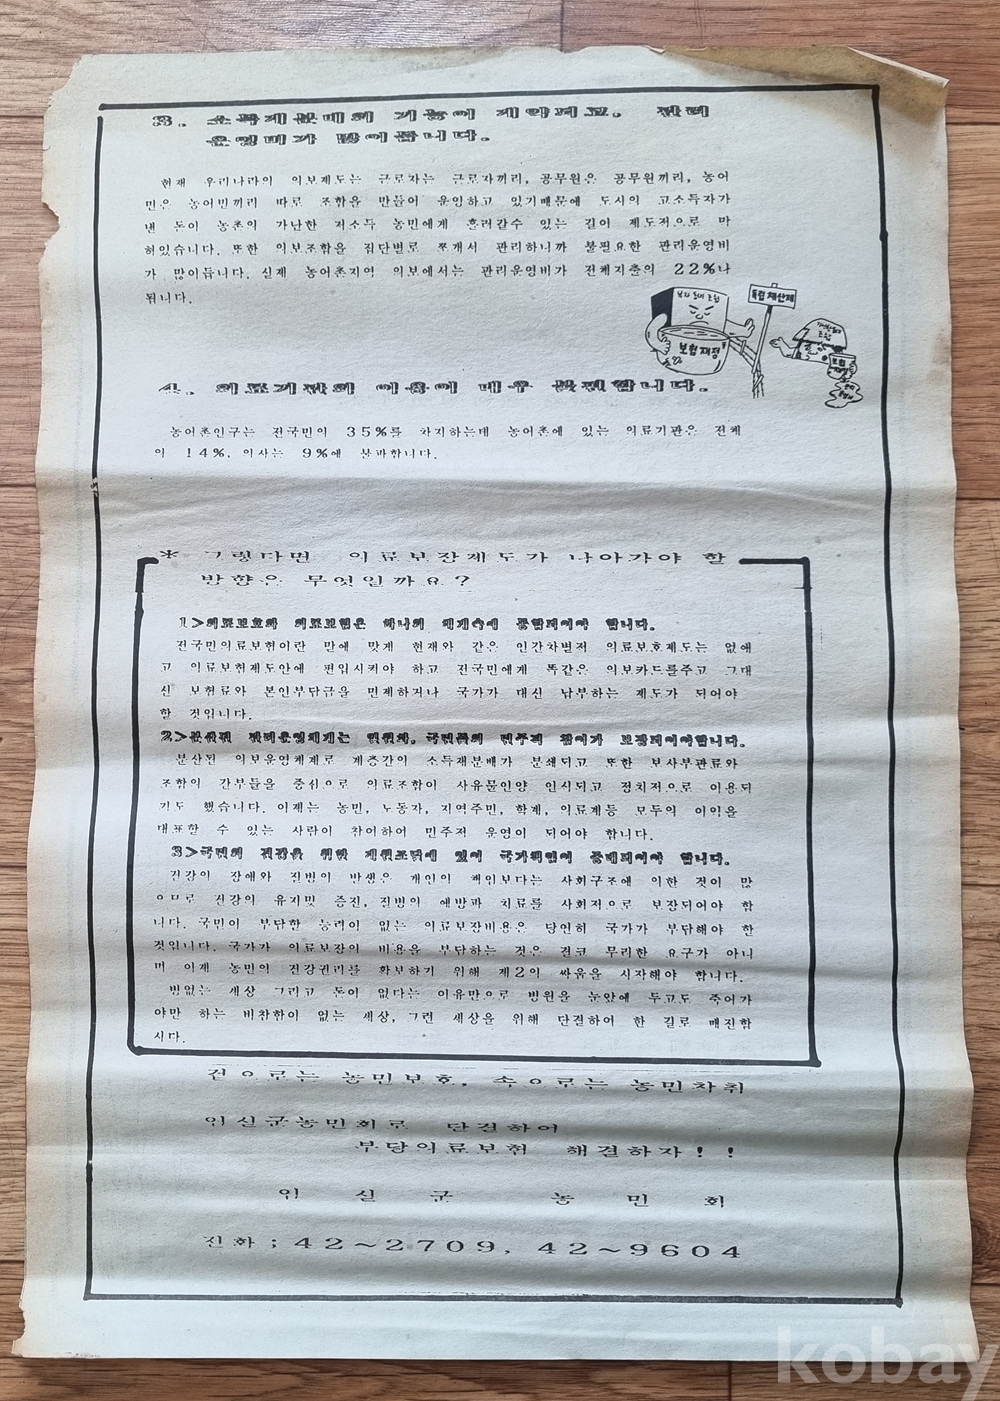 3. 소득재분배의 기능이 제약되고, 관리
운영비가 많이듭니다.
현재 우리나라의 의보제도는 근로자는 근로자끼리, 공무원은 공무원끼리, 농어
민은 농어민끼리 따로 조합을 만들어 운영하고 있기때문에 도시의 고소득자가
낸 돈이 농촌의 가난한 저소득 농민에게 흘러갈수 있는 길이 제도적으로 막
혀있습니다. 또한 의보조합을 집단별로 쪼개서 관리하니까 불필요한 관리운영비
가 많이듭니다. 실제 농어촌지역 의보에서는 관리운영비가 전체지출의 22%나
됩니다.
독립채산제
보험재정
4. 의료기관의 이용이 매우 불편합니다.
농어촌인구는 전국민의 35%를 차지하는데 농어촌에 있는 의료기관은 전체
의 14%, 의사는 9%에 불과합니다.
* 그렇다면 의료보장제도가 나아가야 할
방향은 무엇일까요?
1>의료보호와 의료보험은 하나의 체계속에 통합되어야 합니다.
전국민의료보험이란 말에 맞게 현재와 같은 인간차별적 의료보호제도는 없애
고 의료보험제도안에 편입시켜야 하고 전국민에게 똑같은 의보카드를주고 그대
신 보험료와 본인부담금을 면제하거나 국가가 대신 납부하는 제도가 되어야
할 것입니다.
2>분산된 관리운영체계는 일원화, 국민들의 민주적 참여가 보장되어야합니다.
분산된 의보운영체계로 계층간의 소득재분배가 분쇄되고 또한 보사부관료와
조합의 간부들을 중심으로 의료조합이 사유물인양 인식되고 정치적으로 이용되
기도 했습니다. 이제는 농민, 노동자, 지역주민, 학계, 의료계등 모두의 이익을
대표할 수 있는 사람이 참여하여 민주적 운영이 되어야 합니다.
3>국민의 건강을 위한 재원조달에 있어 국가책임이 증대되어야 합니다.
건강의 장애와 질병의 발생은 개인의 책임보다는 사회구조에 의한 것이 많
으므로 건강의 유지및 증진, 질병의 예방과 치료를 사회적으로 보장되어야 합
니다. 국민이 부담할 능력이 없는 의료보장비용은 당연히 국가가 부담해야 한
것입니다. 국가가 의료보장의 비용을 부담하는 것은 결코 무리한 요구가 아니
며 이제 농민의 건강권리를 확보하기 위해 제2의 싸움을 시작해야 합니다.
병없는 세상 그리고 돈이 없다는 이유만으로 병원을 눈앞에 두고도 죽어가
야만 하는 비참함이 없는 세상, 그런 세상을 위해 단결하여 한 길로 매진합
시다.
겉으로는 농민보호, 속으로는 농민착취
임실군농민회로 단결하여
부당의료보험 해결하자!!
임실군 농민회
전화 ; 42~2709, 42~9604
kobay